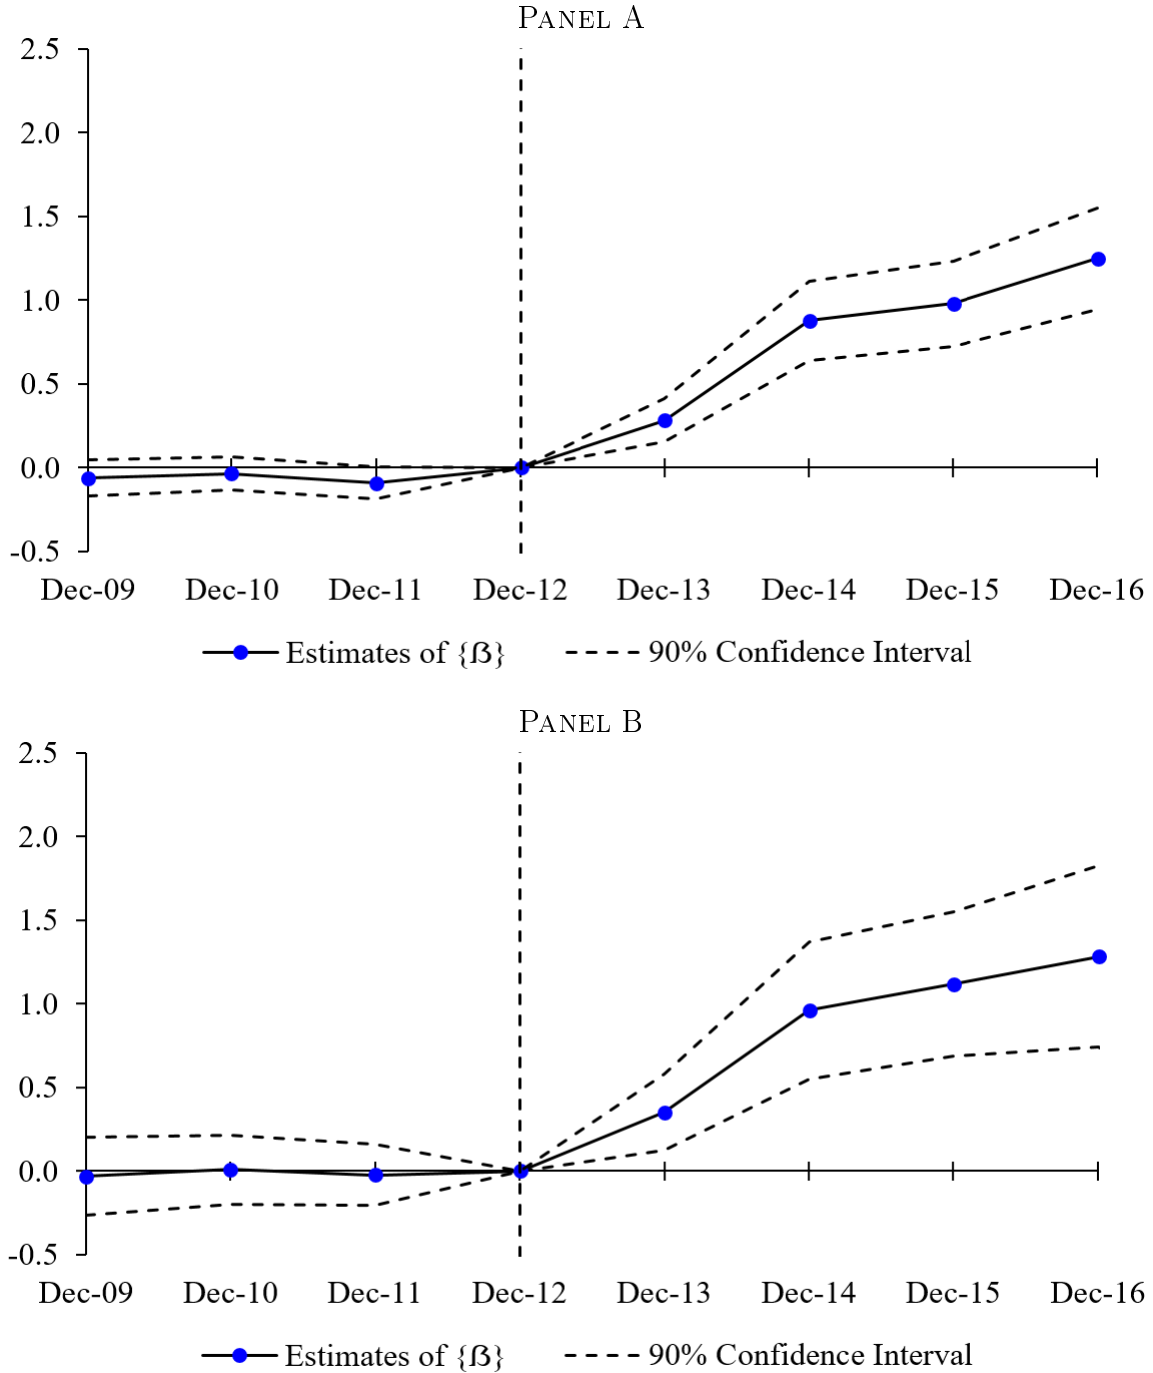 PANEL A
2.5
2.0
1.5
1.0
0.5
0.0
-0.5
Dec-09 Dec-10 Dec-11 Dec-12 Dec-13 Dec-14 Dec-15 Dec-16
Estimates of {ß} 90% Confidence Interval
PANEL B
2.5
2.0
1.5
1.0
0.5
0.0
-0.5
Dec-09 Dec-10 Dec-11 Dec-12 Dec-13 Dec-14 Dec-15 Dec-16
Estimates of {ß} 90% Confidence Interval